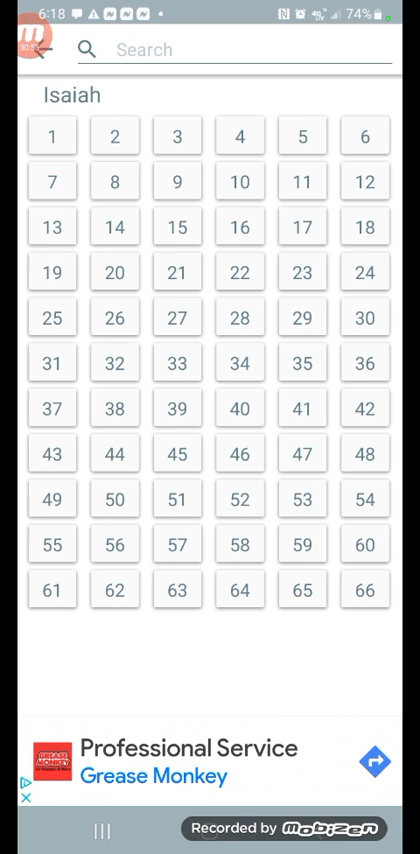 6:18 74%
30:55
Search
Isaiah
1 2 3 4 5 6
7 8 9 10 11 12
13 14 15 16 17 18
19 20 21 22 23 24
25 26 27 28 29 30
31 32 33 34 35 36
37 38 39 40 41 42
43 44 45 46 47 48
49 50 51 52 53 54
55 56 57 58 59 60
61 62 63 64 65 66
Professional Service
GREASE MONKEY
Grease Monkey
Recorded by mobizen